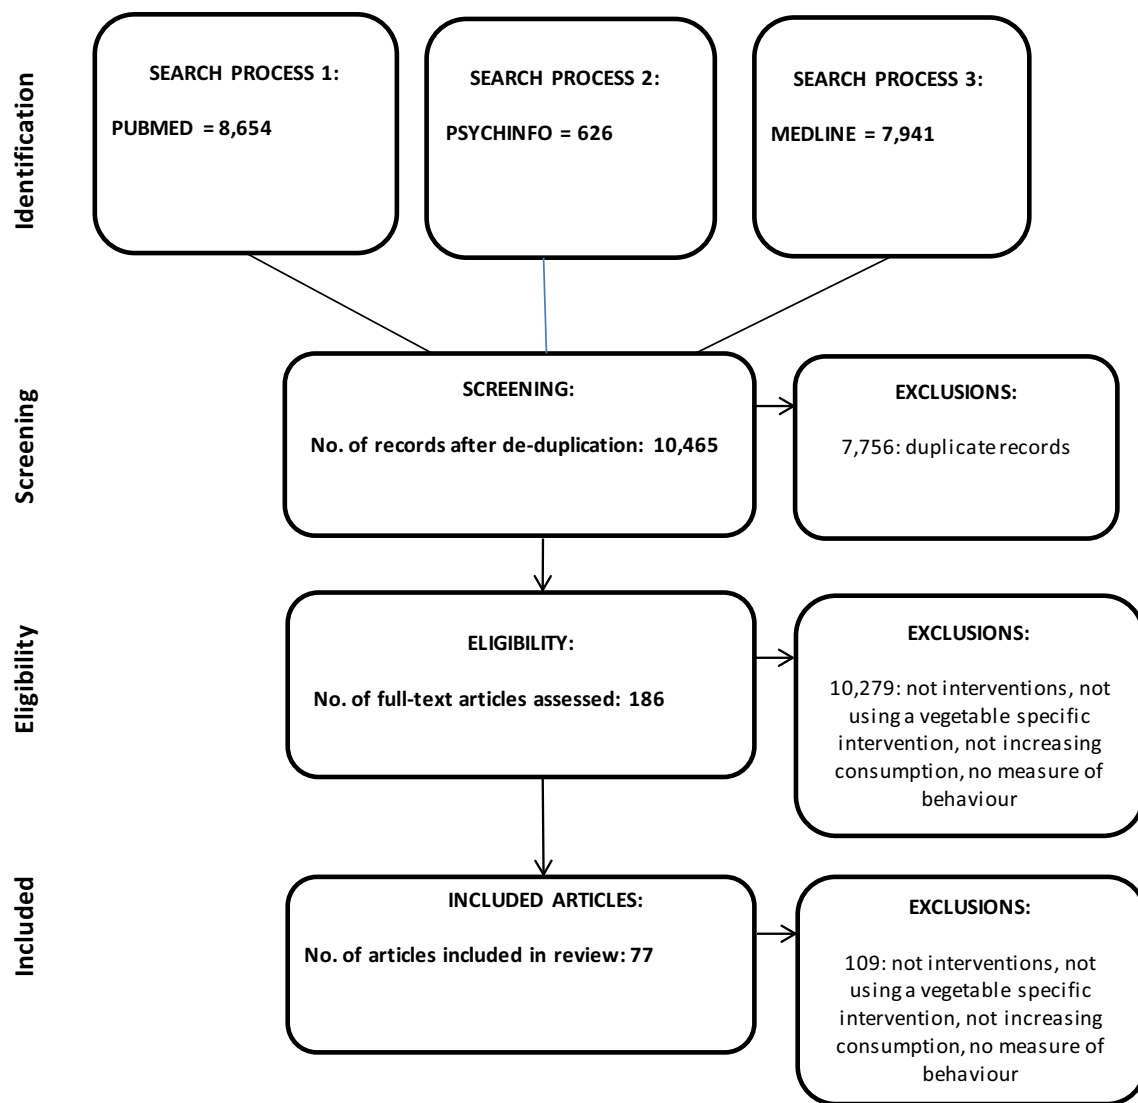 Identification
SEARCH PROCESS 1:
PUBMED = 8,654
SEARCH PROCESS 2:
PSYCHINFO = 626
SEARCH PROCESS 3:
MEDLINE = 7,941
Screening
SCREENING:
No. of records after de-duplication: 10,465
EXCLUSIONS:
7,756: duplicate records
Eligibility
ELIGIBILITY:
No. of full-text articles assessed: 186
EXCLUSIONS:
10,279: not interventions, not
using a vegetable specific
intervention, not increasing
consumption, no measure of
behaviour
Included
INCLUDED ARTICLES:
No. of articles included in review: 77
EXCLUSIONS:
109: not interventions, not
using a vegetable specific
intervention, not increasing
consumption, no measure of
behaviour